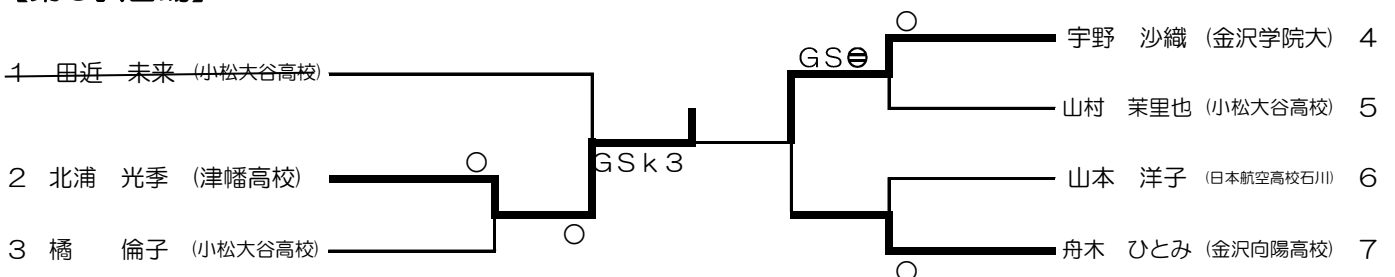 1 田近 未来 (小松大谷高校)
2 北浦 光季 (津幡高校)
3 橘 倫子 (小松大谷高校)
○
○
GSk3
GS⊖
○
宇野 沙織 (金沢学院大) 4
山村 茉里也 (小松大谷高校) 5
山本 洋子 (日本航空高校石川) 6
舟木 ひとみ (金沢向陽高校) 7
○